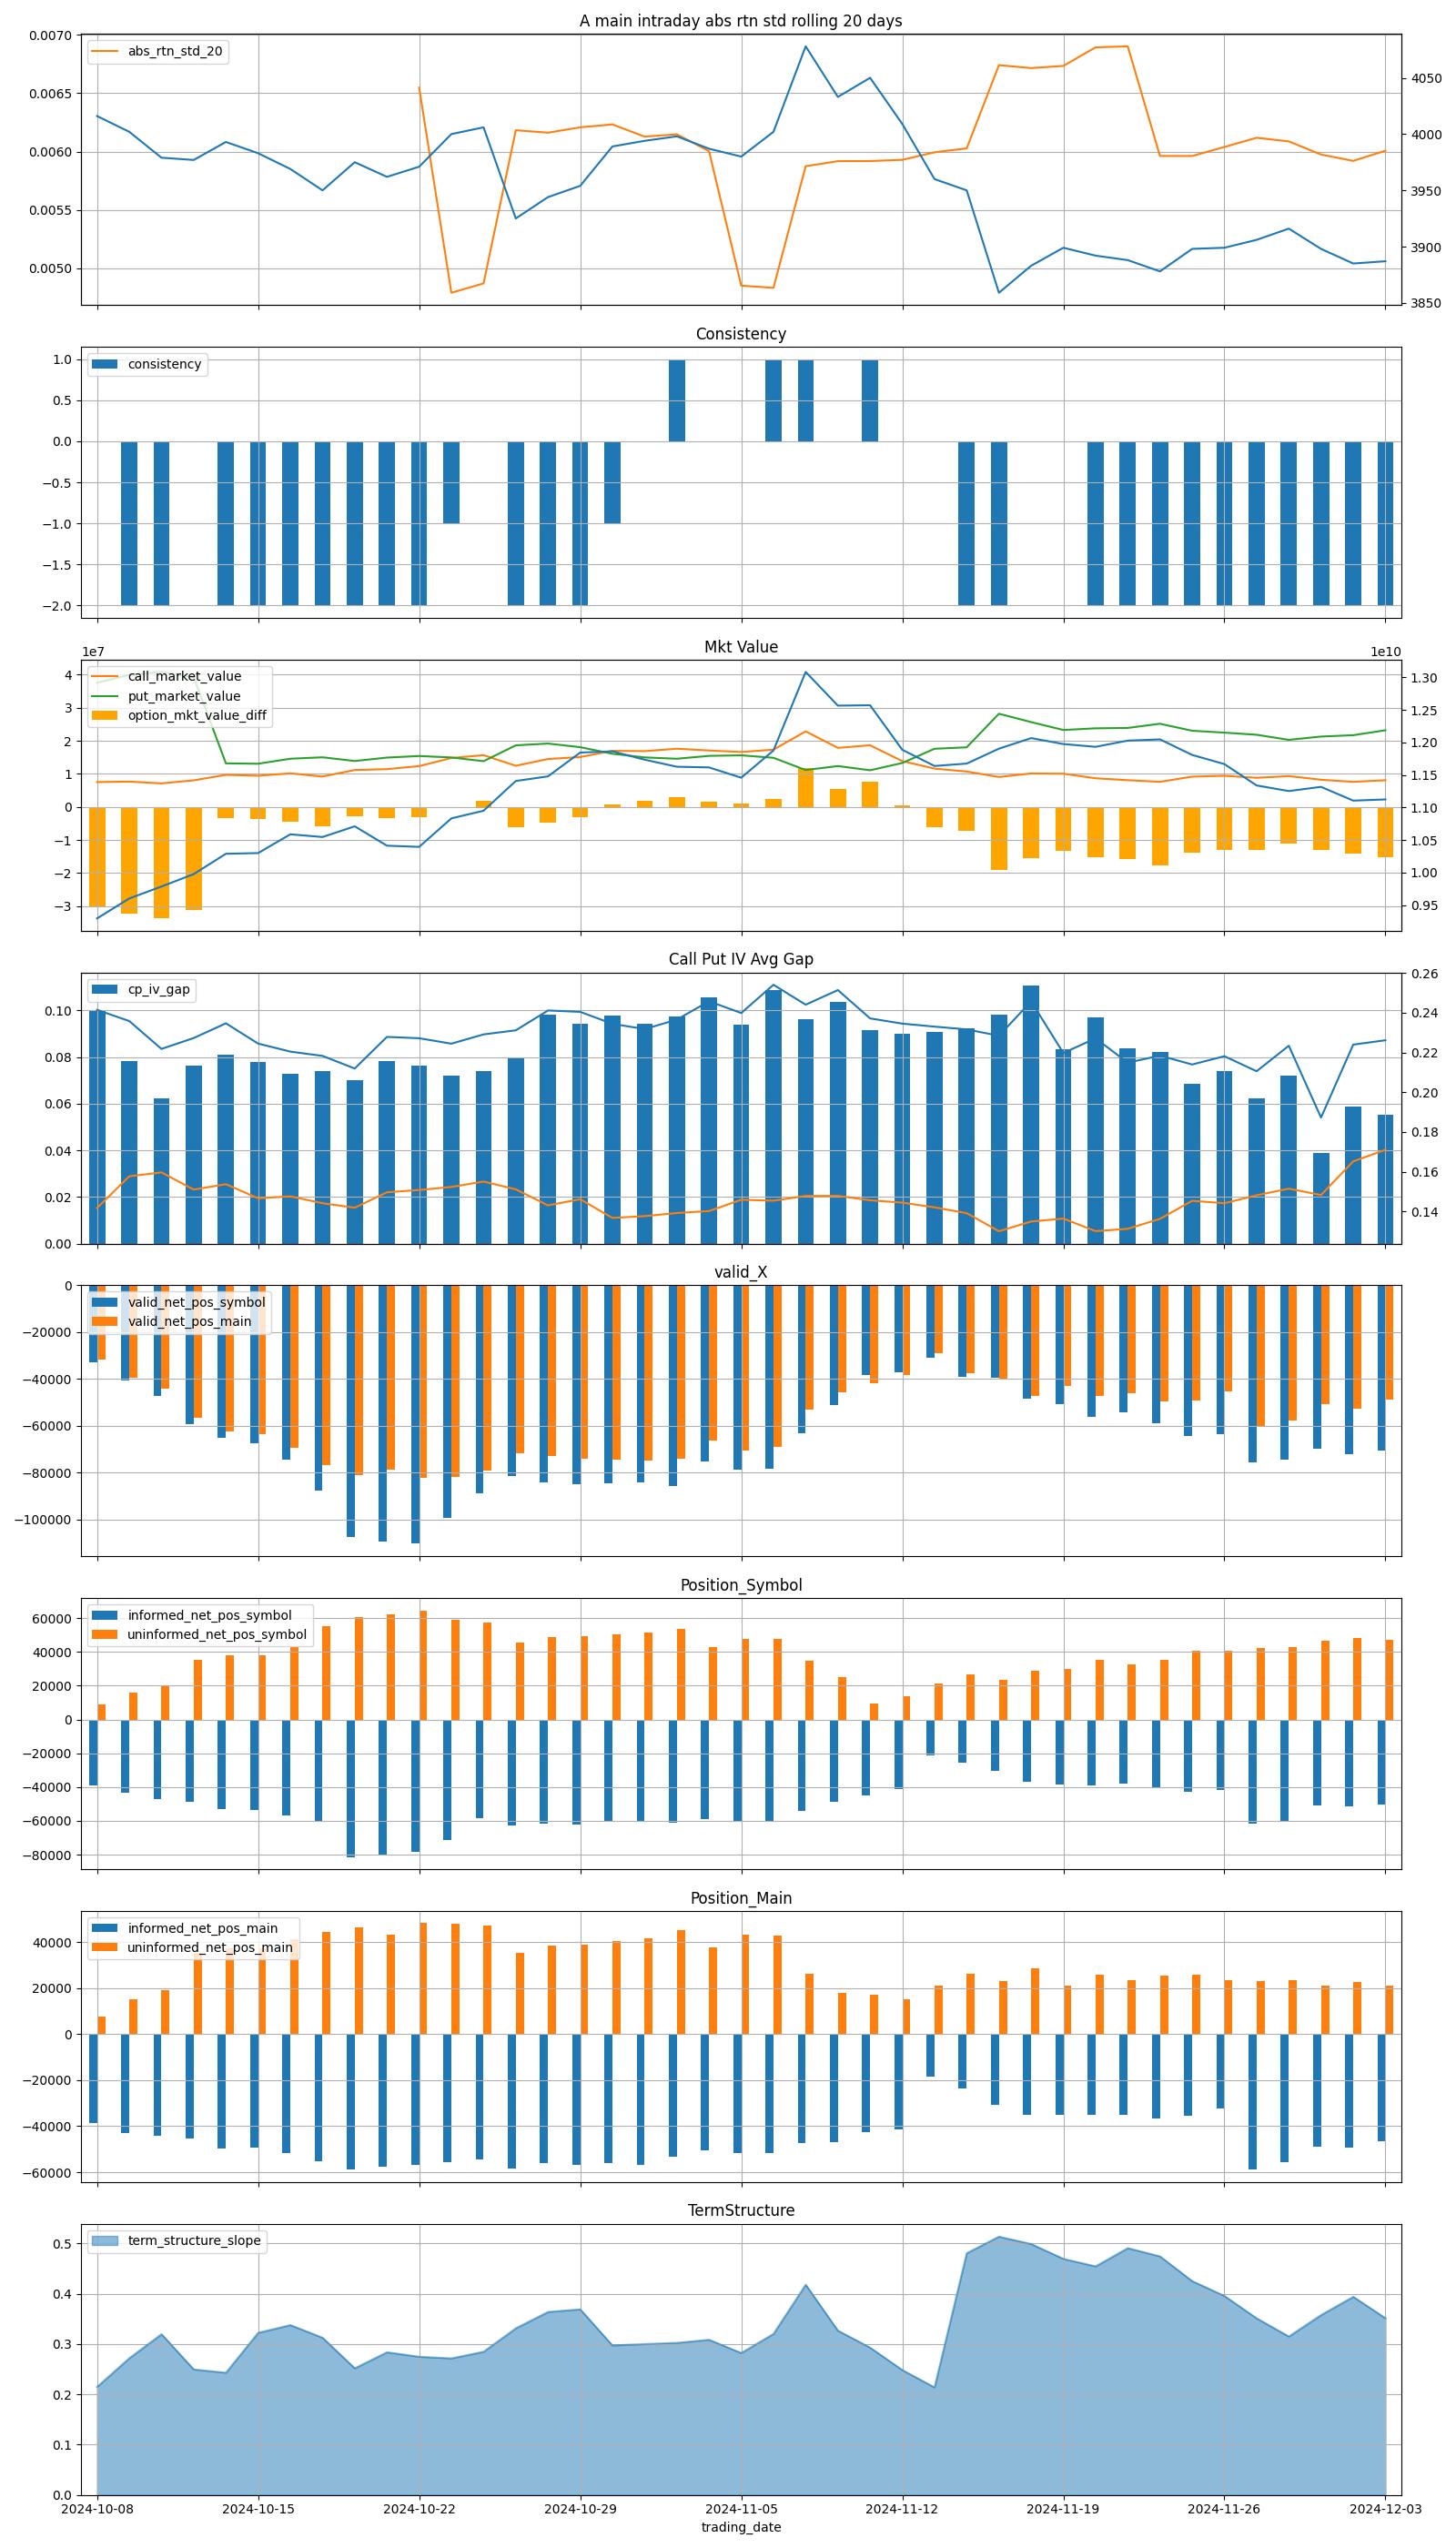 A main intraday abs rtn std rolling 20 days
0.0070
0.0065
0.0060
0.0055
0.0050
abs_rtn_std_20
4050
4000
3950
3900
3850
Consistency
1.0
0.5
0.0
−0.5
−1.0
−1.5
−2.0
consistency
Mkt Value
1e7
1e10
4
3
2
1
0
−1
−2
−3
call_market_value
put_market_value
option_mkt_value_diff
1.30
1.25
1.20
1.15
1.10
1.05
1.00
0.95
Call Put IV Avg Gap
0.10
0.08
0.06
0.04
0.02
0.00
cp_iv_gap
0.26
0.24
0.22
0.20
0.18
0.16
0.14
valid_X
0
−20000
−40000
−60000
−80000
−100000
valid_net_pos_symbol
valid_net_pos_main
Position_Symbol
60000
40000
20000
0
−20000
−40000
−60000
−80000
informed_net_pos_symbol
uninformed_net_pos_symbol
Position_Main
40000
20000
0
−20000
−40000
−60000
informed_net_pos_main
uninformed_net_pos_main
TermStructure
0.5
0.4
0.3
0.2
0.1
0.0
term_structure_slope
2024-10-08 2024-10-15 2024-10-22 2024-10-29 2024-11-05 2024-11-12 2024-11-19 2024-11-26 2024-12-03
trading_date